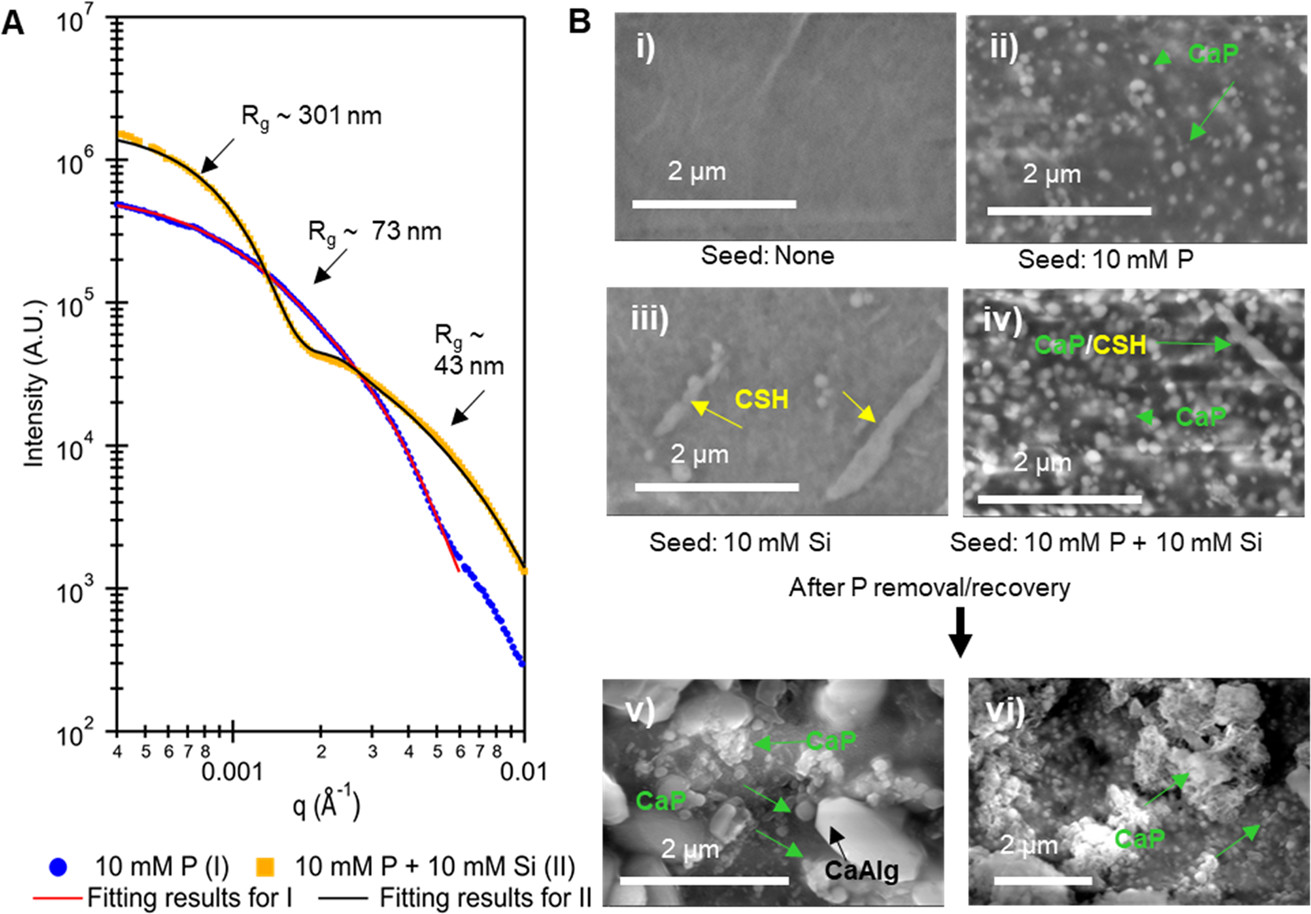 A
10⁷
10⁶
10⁵
10⁴
10³
10²
Intensity (A.U.)
Rg ~ 301 nm
Rg ~ 73 nm
Rg ~
43 nm
4 5 6 7 8 2 3 4 5 6 7 8
0.001 0.01
q (Å⁻¹)
10 mM P (I) 10 mM P + 10 mM Si (II)
Fitting results for I Fitting results for II
B
i)
2 μm
Seed: None
ii)
CaP
2 μm
Seed: 10 mM P
iii)
CSH
2 μm
Seed: 10 mM Si
iv)
CaP/CSH
CaP
2 μm
Seed: 10 mM P + 10 mM Si
After P removal/recovery
v)
CaP
CaP
2 μm
CaAlg
vi)
CaP
2 μm